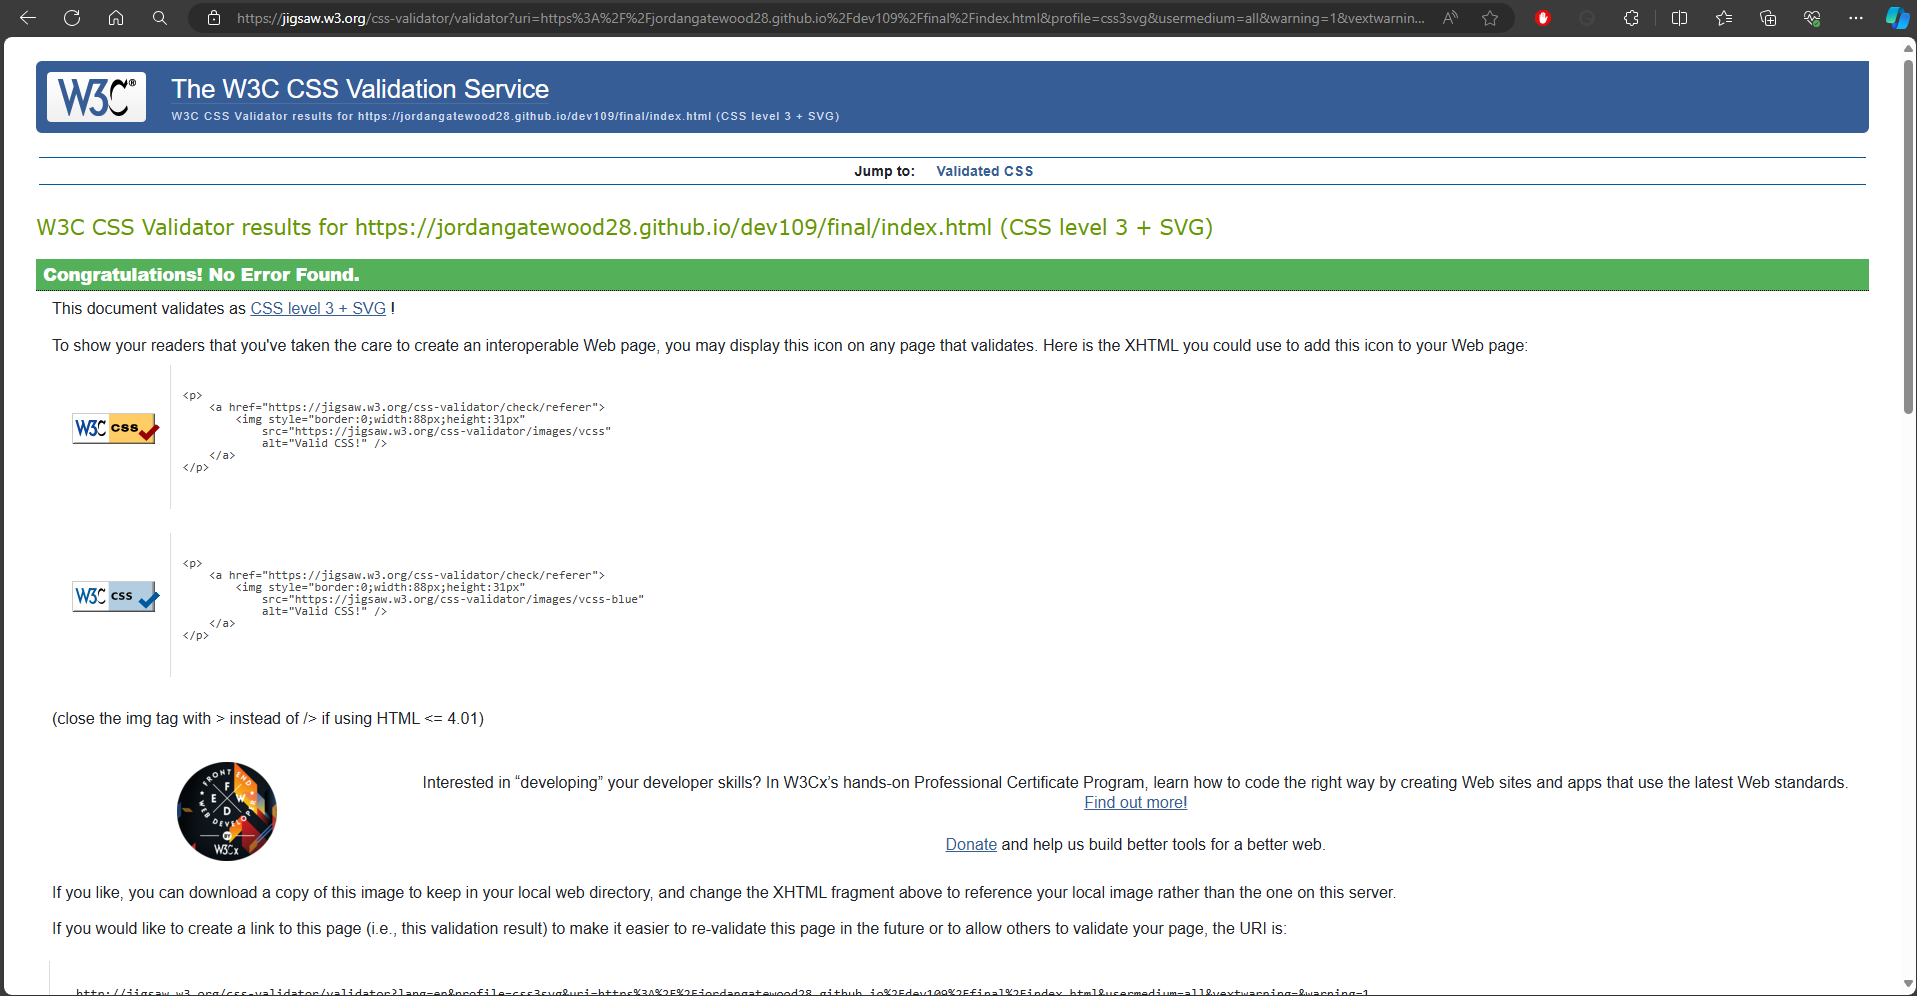 https://jigsaw.w3.org/css-validator/validator?uri=https%3A%2F%2Fjordangatewood28.github.io%2Fdev109%2Ffinal%2Findex.html&profile=css3svg&usermedium=all&warning=1&vextwarnin...
W3C®
The W3C CSS Validation Service
W3C CSS Validator results for https://jordangatewood28.github.io/dev109/final/index.html (CSS level 3 + SVG)
Jump to: Validated CSS
W3C CSS Validator results for https://jordangatewood28.github.io/dev109/final/index.html (CSS level 3 + SVG)
Congratulations! No Error Found.
This document validates as CSS level 3 + SVG !
To show your readers that you've taken the care to create an interoperable Web page, you may display this icon on any page that validates. Here is the XHTML you could use to add this icon to your Web page:
W3C css
<p>
<a href="https://jigsaw.w3.org/css-validator/check/referer">
<img style="border:0;width:88px;height:31px"
src="https://jigsaw.w3.org/css-validator/images/vcss"
alt="Valid CSS!" />
</a>
</p>
W3C css
<p>
<a href="https://jigsaw.w3.org/css-validator/check/referer">
<img style="border:0;width:88px;height:31px"
src="https://jigsaw.w3.org/css-validator/images/vcss-blue"
alt="Valid CSS!" />
</a>
</p>
(close the img tag with > instead of /> if using HTML <= 4.01)
FRONT END
F
E W
D
WEB DEVELOPER
BY
W3Cx
Interested in “developing” your developer skills? In W3Cx’s hands-on Professional Certificate Program, learn how to code the right way by creating Web sites and apps that use the latest Web standards.
Find out more!
Donate and help us build better tools for a better web.
If you like, you can download a copy of this image to keep in your local web directory, and change the XHTML fragment above to reference your local image rather than the one on this server.
If you would like to create a link to this page (i.e., this validation result) to make it easier to re-validate this page in the future or to allow others to validate your page, the URI is:
http://jigsaw.w3.org/css-validator/validator?lang=en&profile=css3svg&uri=https%3A%2F%2Fjordangatewood28.github.io%2Fdev109%2Ffinal%2Findex.html&usermedium=all&vextwarning=&warning=1